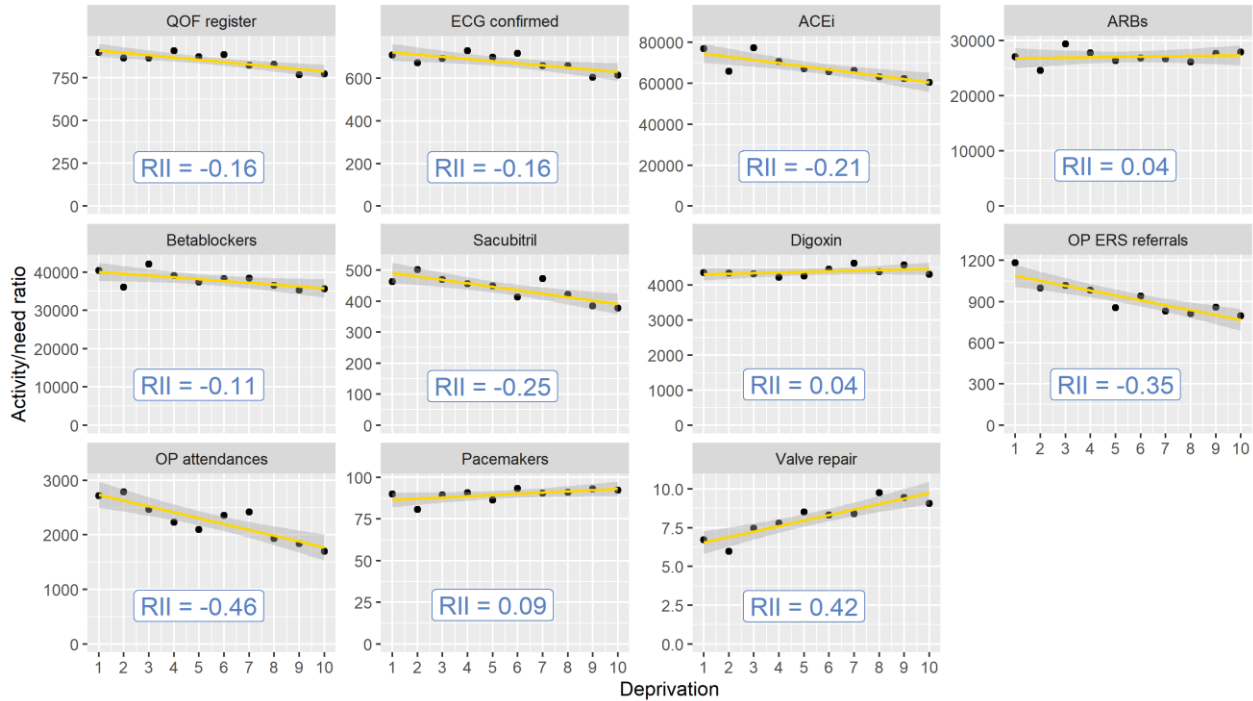 QOF register
ECG confirmed
ACEi
ARBs
750
500
250
0
RII = -0.16
600
400
200
0
RII = -0.16
80000
60000
40000
20000
0
RII = -0.21
30000
20000
10000
0
RII = 0.04
Betablockers
Sacubitril
Digoxin
OP ERS referrals
40000
30000
20000
10000
0
RII = -0.11
500
400
300
200
100
0
RII = -0.25
4000
3000
2000
1000
0
RII = 0.04
1200
900
600
300
0
RII = -0.35
1 2 3 4 5 6 7 8 9 10
OP attendances
Pacemakers
Valve repair
3000
2000
1000
0
RII = -0.46
100
75
50
25
0
RII = 0.09
10.0
7.5
5.0
2.5
0.0
RII = 0.42
1 2 3 4 5 6 7 8 9 10
1 2 3 4 5 6 7 8 9 10
1 2 3 4 5 6 7 8 9 10
Activity/need ratio
Deprivation